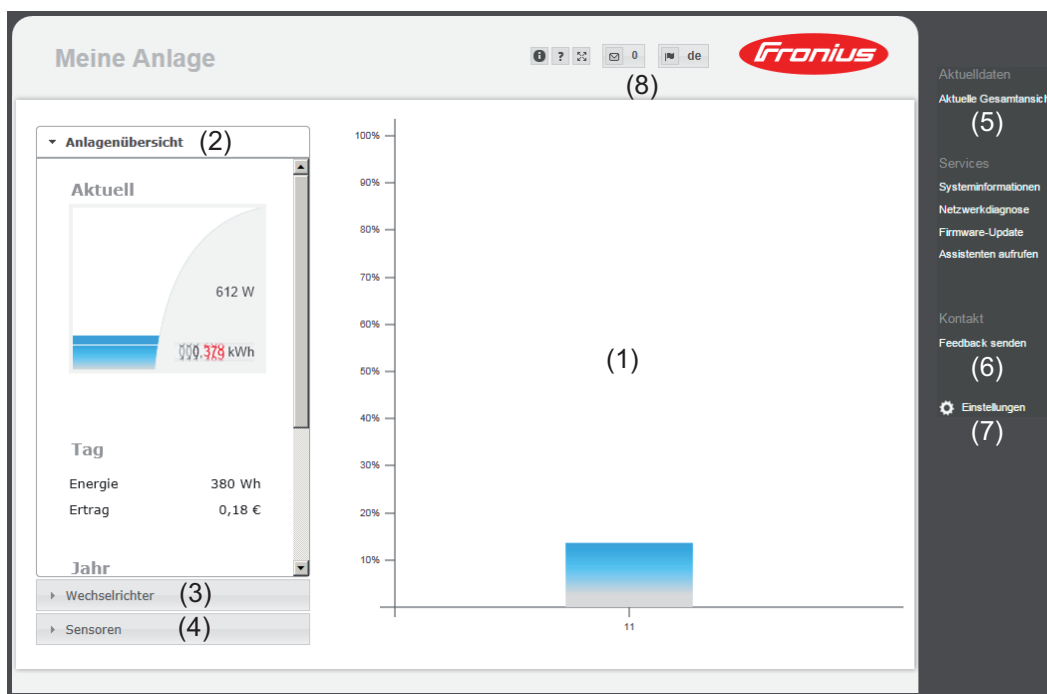 Meine Anlage
i ? 0 de
(8)
Fronius
Anlagenübersicht (2)
Aktuell
612 W
000.379 kWh
Tag
Energie 380 Wh
Ertrag 0,18 €
Jahr
Wechselrichter (3)
Sensoren (4)
100%
90%
80%
70%
60%
50%
40%
30%
20%
10%
(1)
11
Aktuelldaten
Aktuelle Gesamtansich
(5)
Services
Systeminformationen
Netzwerkdiagnose
Firmware-Update
Assistenten aufrufen
Kontakt
Feedback senden
(6)
Einstellungen
(7)